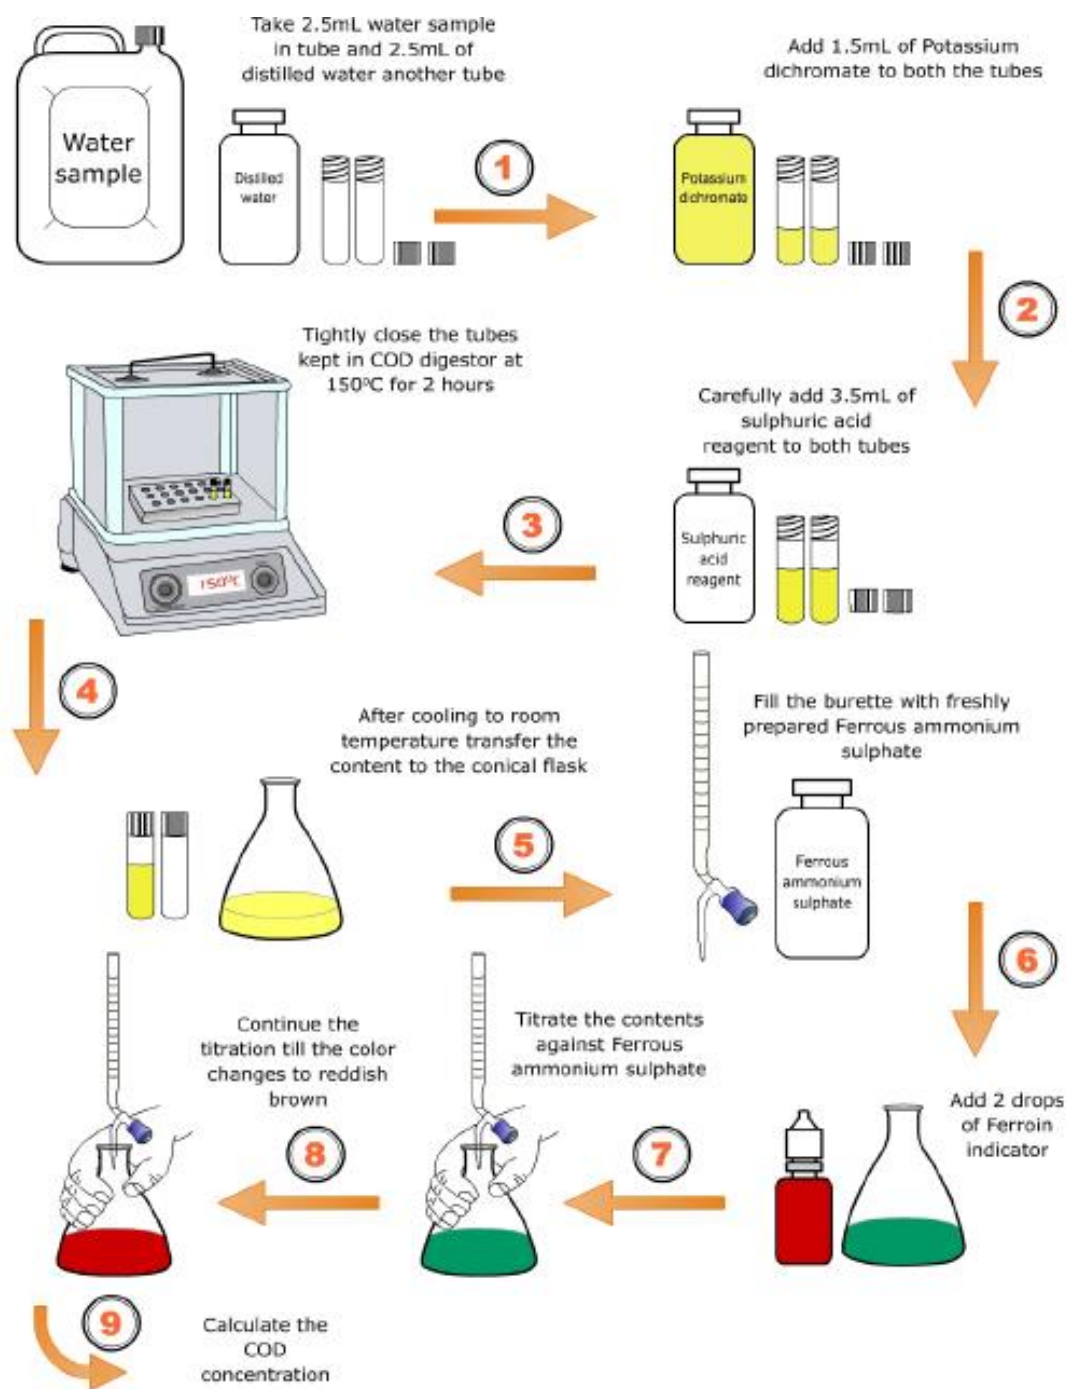 Take 2.5mL water sample
in tube and 2.5mL of
distilled water another tube
Water
sample
Distilled
water
1
Add 1.5mL of Potassium
dichromate to both the tubes
Potassium
dichromate
2
Carefully add 3.5mL of
sulphuric acid
reagent to both tubes
Sulphuric
acid
reagent
3
Tightly close the tubes
kept in COD digestor at
150ºC for 2 hours
150ºC
4
After cooling to room
temperature transfer the
content to the conical flask
5
Fill the burette with freshly
prepared Ferrous ammonium
sulphate
Ferrous
ammonium
sulphate
6
Add 2 drops
of Ferroin
indicator
7
Titrate the contents
against Ferrous
ammonium sulphate
8
Continue the
titration till the color
changes to reddish
brown
9
Calculate the
COD
concentration